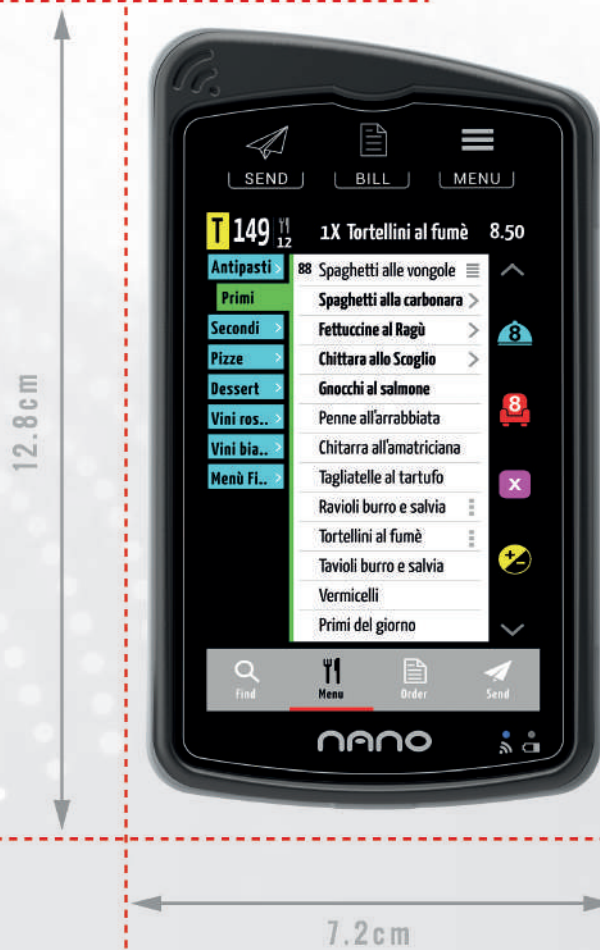 SEND BILL MENU
T 149 12 1X Tortellini al fumè 8.50
Antipasti
Primi
Secondi
Pizze
Dessert
Vini ros..
Vini bia..
Menù Fi..
88 Spaghetti alle vongole
Spaghetti alla carbonara
Fettuccine al Ragù
Chittara allo Scoglio
Gnocchi al salmone
Penne all'arrabbiata
Chitarra all'amatriciana
Tagliatelle al tartufo
Ravioli burro e salvia
Tortellini al fumè
Tavioli burro e salvia
Vermicelli
Primi del giorno
8
8
X
+-
Find Menu Order Send
nano
12.8cm
7.2cm